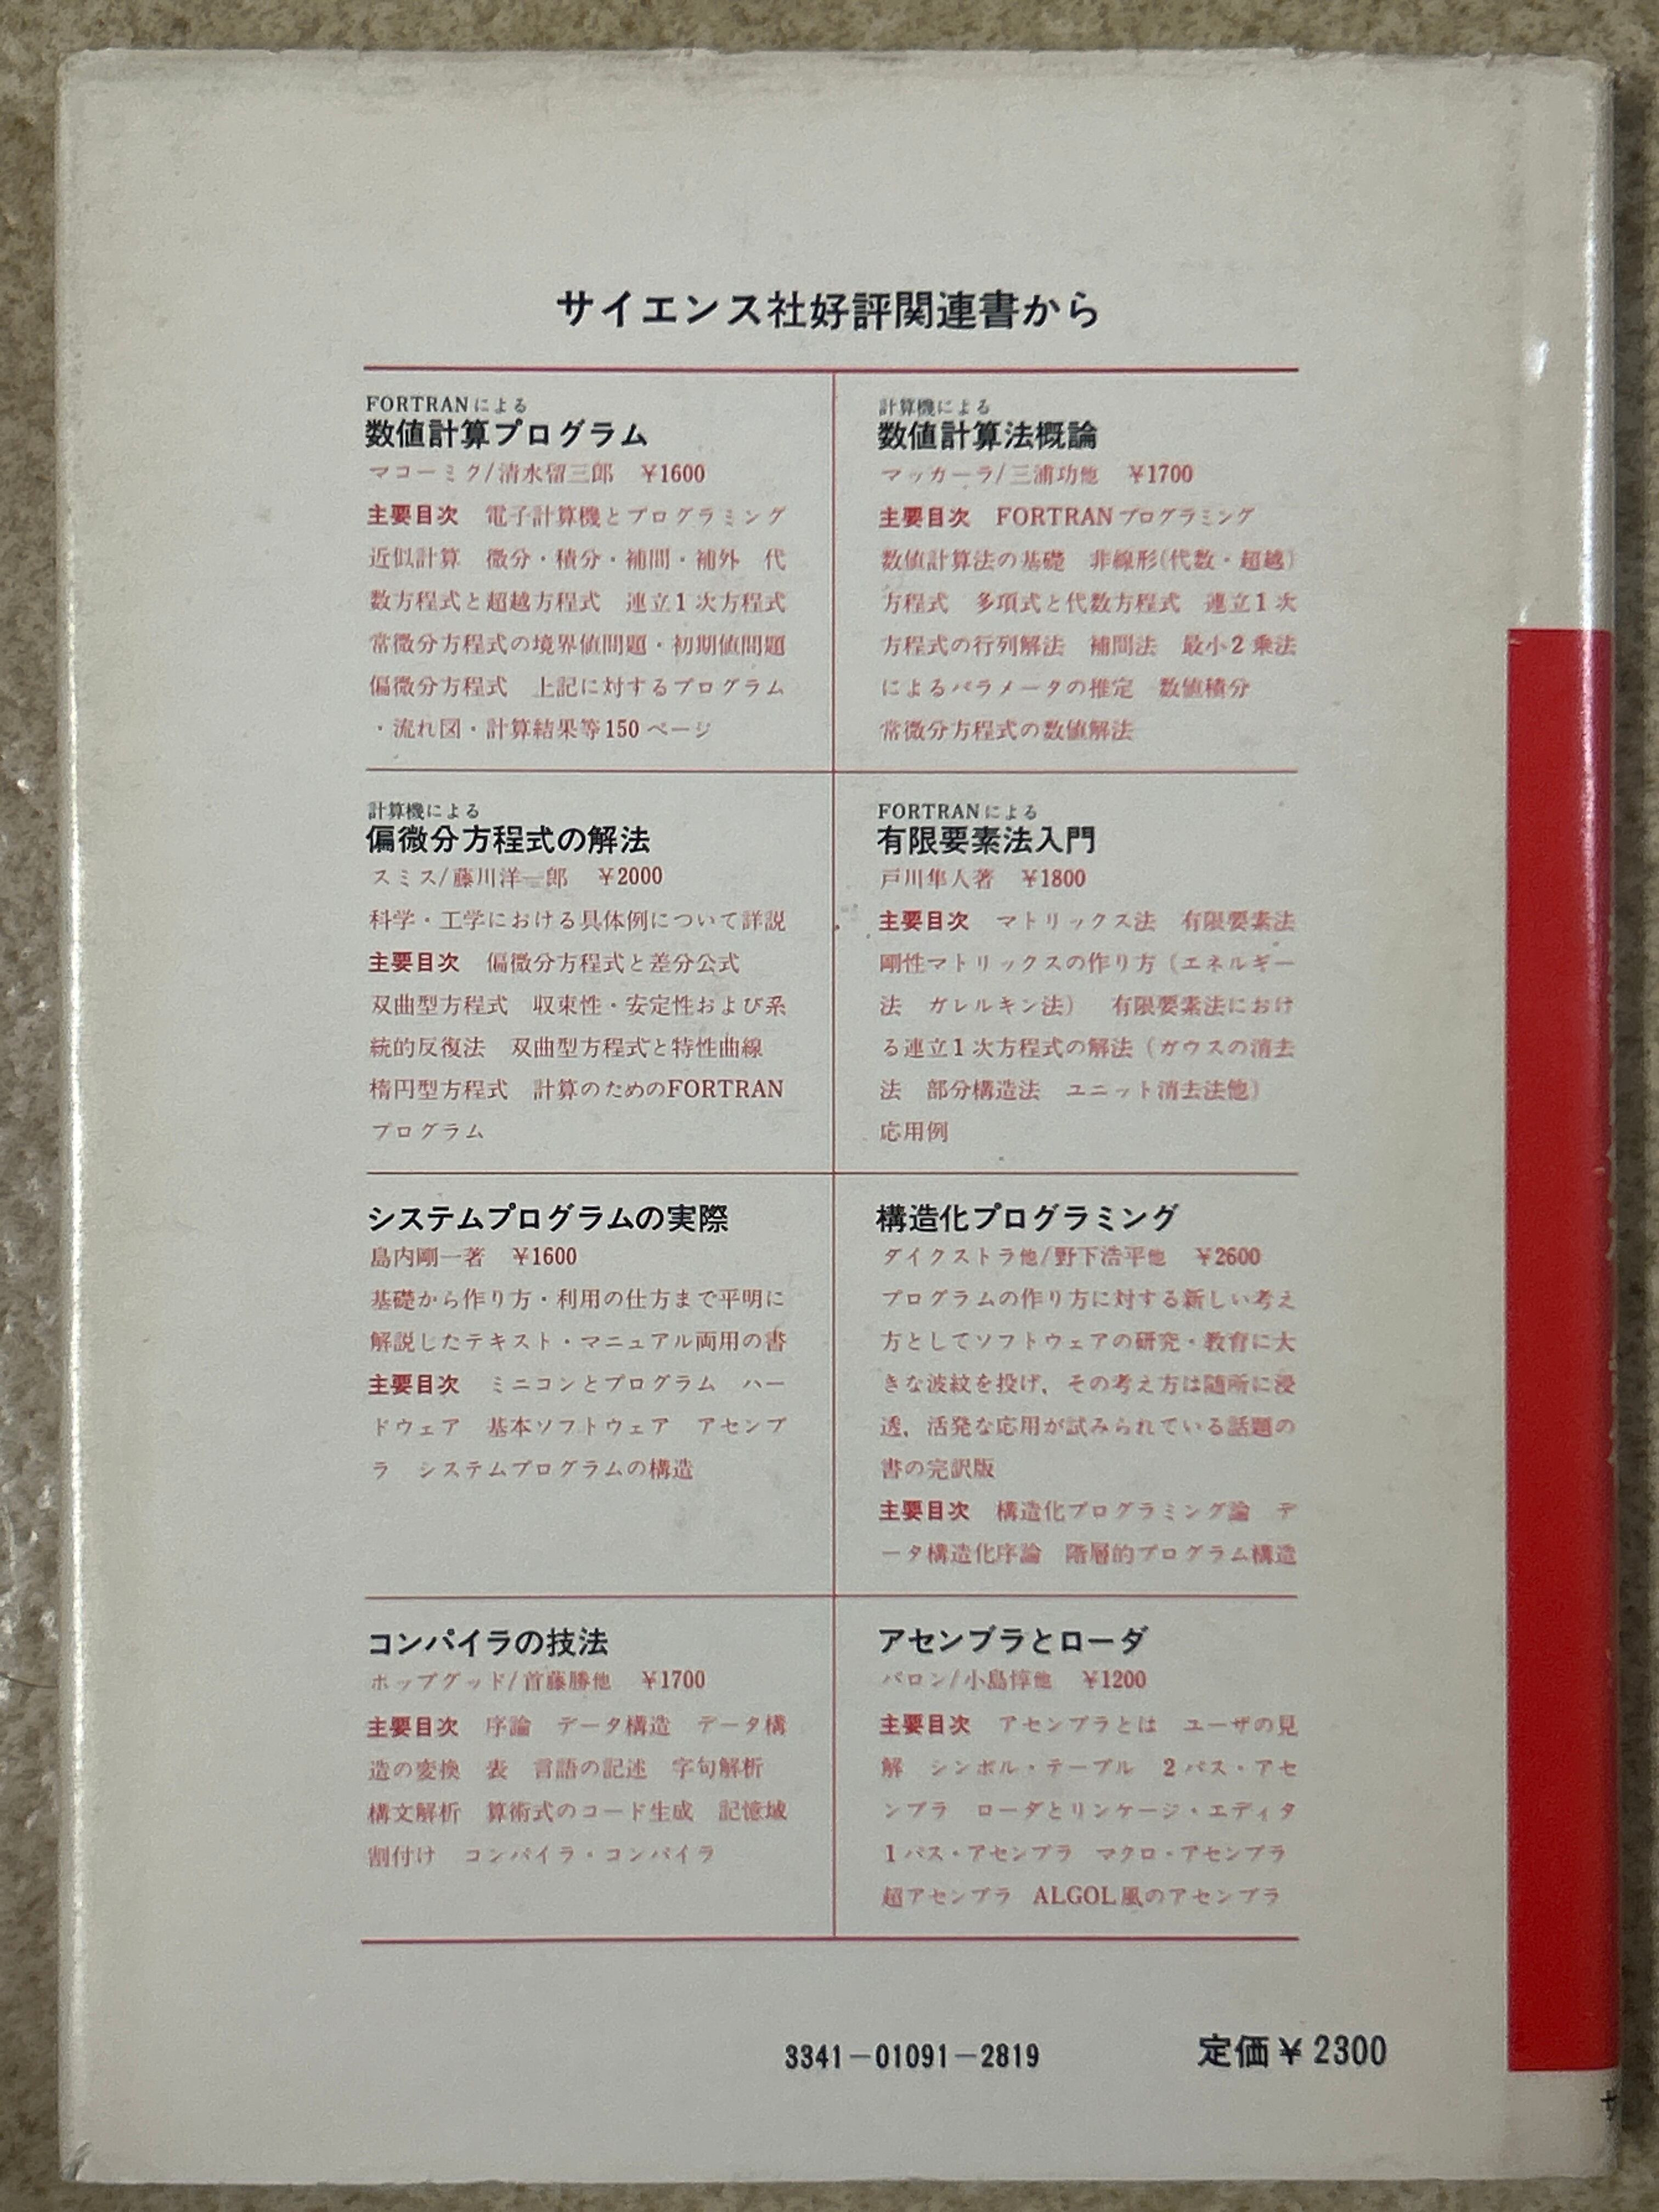 サイエンス社好評関連書から
FORTRANによる
数値計算プログラム
マコーミク/清水留三郎　¥1600
主要目次　電子計算機とプログラミング
近似計算　微分・積分・補間・補外　代
数方程式と超越方程式　連立1次方程式
常微分方程式の境界値問題・初期値問題
偏微分方程式　上記に対するプログラム
・流れ図・計算結果等150ページ
計算機による
数値計算法概論
マッカーラ/三浦功他　¥1700
主要目次　FORTRANプログラミング
数値計算法の基礎　非線形(代数・超越)
方程式　多項式と代数方程式　連立1次
方程式の行列解法　補間法　最小2乗法
によるパラメータの推定　数値積分
常微分方程式の数値解法
計算機による
偏微分方程式の解法
スミス/藤川洋一郎　¥2000
科学・工学における具体例について詳説
主要目次　偏微分方程式と差分公式
双曲型方程式　収束性・安定性および系
統的反復法　双曲型方程式と特性曲線
楕円型方程式　計算のためのFORTRAN
プログラム
FORTRANによる
有限要素法入門
戸川隼人著　¥1800
主要目次　マトリックス法　有限要素法
剛性マトリックスの作り方（エネルギー
法　ガレルキン法）　有限要素法におけ
る連立1次方程式の解法（ガウスの消去
法　部分構造法　ユニット消去法他）
応用例
システムプログラムの実際
島内剛一著　¥1600
基礎から作り方・利用の仕方まで平明に
解説したテキスト・マニュアル両用の書
主要目次　ミニコンとプログラム　ハー
ドウェア　基本ソフトウェア　アセンブ
ラ　システムプログラムの構造
構造化プログラミング
ダイクストラ他/野下浩平他　¥2600
プログラムの作り方に対する新しい考え
方としてソフトウェアの研究・教育に大
きな波紋を投げ，その考え方は随所に浸
透，活発な応用が試みられている話題の
書の完訳版
主要目次　構造化プログラミング論　デ
ータ構造化序論　階層的プログラム構造
コンパイラの技法
ホップグッド/首藤勝他　¥1700
主要目次　序論　データ構造　データ構
造の変換　表　言語の記述　字句解析
構文解析　算術式のコード生成　記憶域
割付け　コンパイラ・コンパイラ
アセンブラとローダ
バロン/小島惇他　¥1200
主要目次　アセンブラとは　ユーザの見
解　シンボル・テーブル　2パス・アセ
ンブラ　ローダとリンケージ・エディタ
1パス・アセンブラ　マクロ・アセンブラ
超アセンブラ　ALGOL風のアセンブラ
3341-01091-2819
定価¥2300